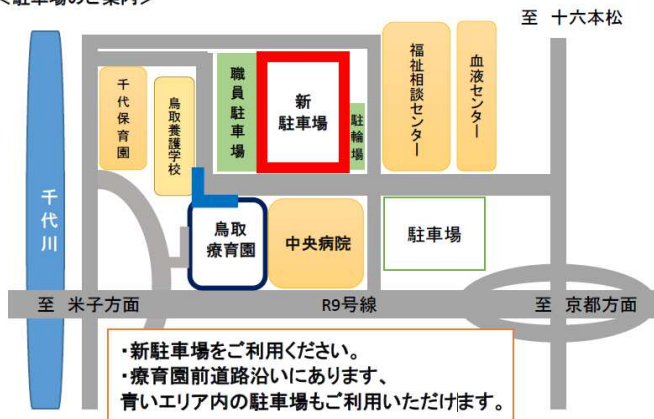 <駐車場のご案内>
至 十六本松
千代保育園
鳥取養護学校
職員駐車場
新
駐車場
駐輪場
福祉相談センター
血液センター
千代川
鳥取
療育園
中央病院
駐車場
至 米子方面
R9号線
至 京都方面
・新駐車場をご利用ください。
・療育園前道路沿いにあります、
青いエリア内の駐車場もご利用いただけます。